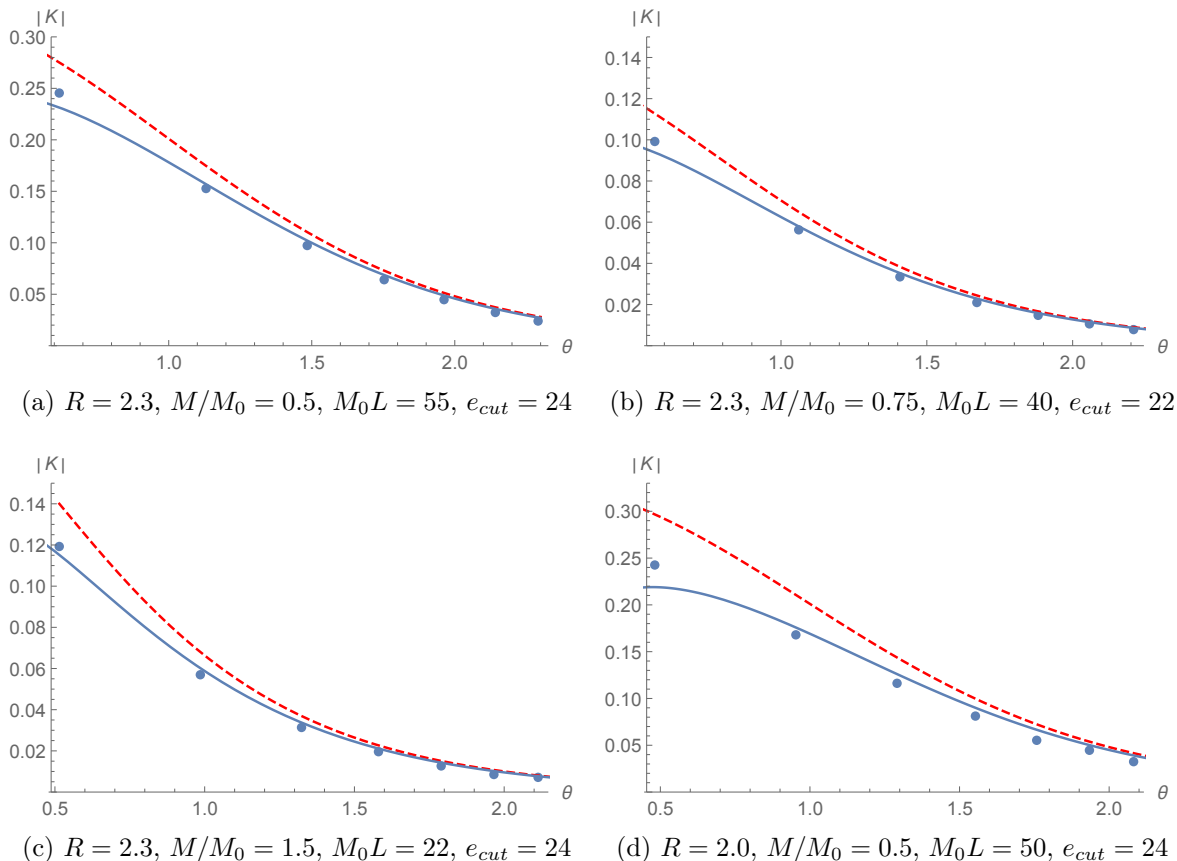 |K|
0.30
0.25
0.20
0.15
0.10
0.05
1.0 1.5 2.0 θ
(a) R = 2.3, M/M₀ = 0.5, M₀L = 55, e_cut = 24
|K|
0.14
0.12
0.10
0.08
0.06
0.04
0.02
1.0 1.5 2.0 θ
(b) R = 2.3, M/M₀ = 0.75, M₀L = 40, e_cut = 22
|K|
0.14
0.12
0.10
0.08
0.06
0.04
0.02
0.5 1.0 1.5 2.0 θ
(c) R = 2.3, M/M₀ = 1.5, M₀L = 22, e_cut = 24
|K|
0.30
0.25
0.20
0.15
0.10
0.05
0.5 1.0 1.5 2.0 θ
(d) R = 2.0, M/M₀ = 0.5, M₀L = 50, e_cut = 24